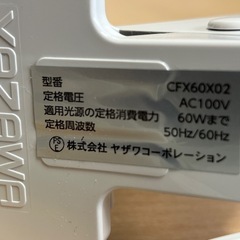 YAZAWA
型番 CFX60X02
定格電圧 AC100V
適用光源の定格消費電力 60Wまで
定格周波数 50Hz/60Hz
PS E 株式会社 ヤザワコーポレーション